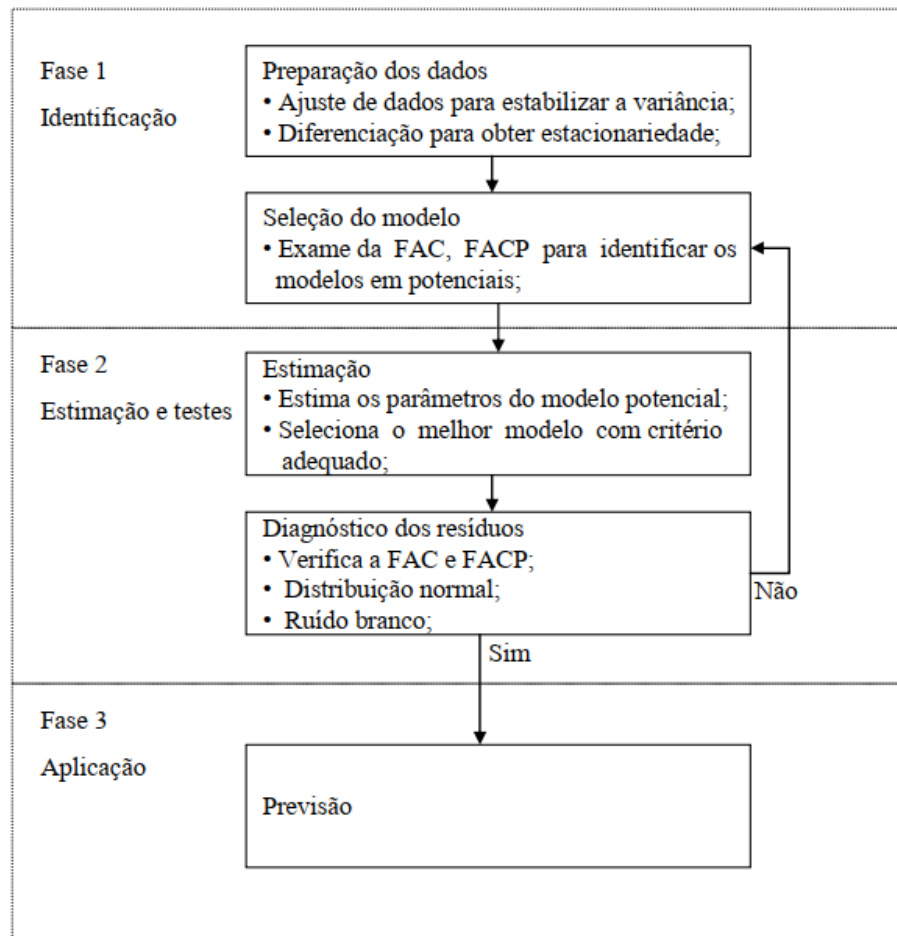 Fase 1
Identificação
Preparação dos dados
• Ajuste de dados para estabilizar a variância;
• Diferenciação para obter estacionariedade;
Seleção do modelo
• Exame da FAC, FACP para identificar os
modelos em potenciais;
Fase 2
Estimação e testes
Estimação
• Estima os parâmetros do modelo potencial;
• Seleciona o melhor modelo com critério
adequado;
Diagnóstico dos resíduos
• Verifica a FAC e FACP;
• Distribuição normal;
• Ruído branco;
Não
Sim
Fase 3
Aplicação
Previsão